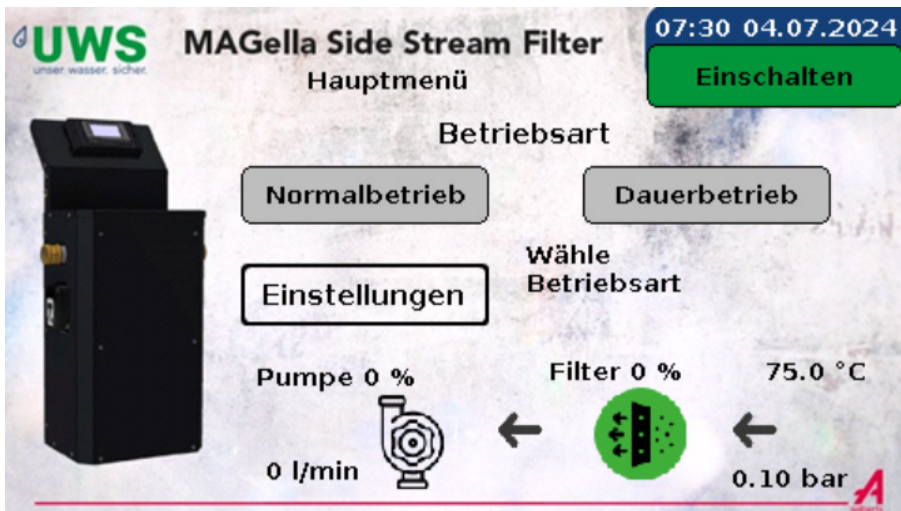 UWS
unser wasser. sicher.
MAGella Side Stream Filter
Hauptmenü
07:30 04.07.2024
Einschalten
Betriebsart
Normalbetrieb
Dauerbetrieb
Wähle
Betriebsart
Einstellungen
Pumpe 0 %
Filter 0 %
75.0 °C
0 l/min
0.10 bar